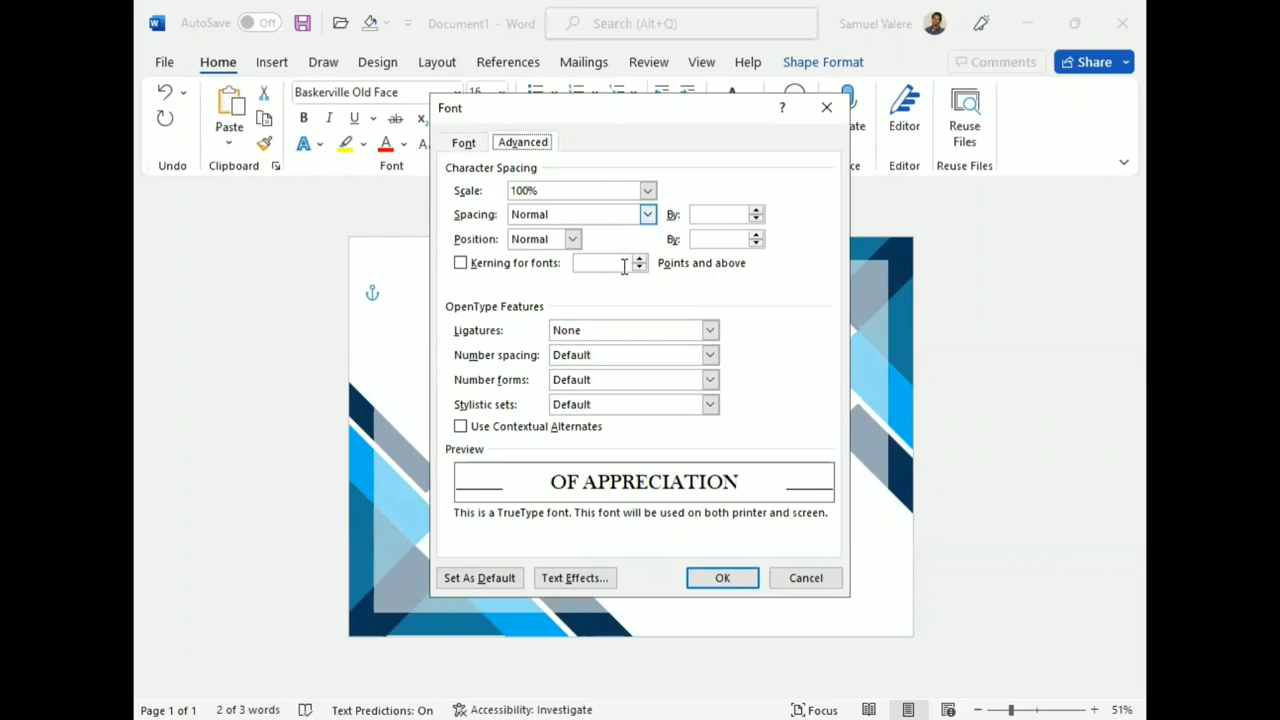 AutoSave Off Document1 - Word Search (Alt+Q) Samuel Valere
File Home Insert Draw Design Layout References Mailings Review View Help Shape Format Comments Share
Baskerville Old Face 16
Paste Editor Reuse
Files
Undo Clipboard Font Editor Reuse Files
Font
Font Advanced
Character Spacing
Scale: 100%
Spacing: Normal By:
Position: Normal By:
Kerning for fonts: Points and above
OpenType Features
Ligatures: None
Number spacing: Default
Number forms: Default
Stylistic sets: Default
Use Contextual Alternates
Preview
OF APPRECIATION
This is a TrueType font. This font will be used on both printer and screen.
Set As Default Text Effects... OK Cancel
Page 1 of 1 2 of 3 words Text Predictions: On Accessibility: Investigate Focus 51%